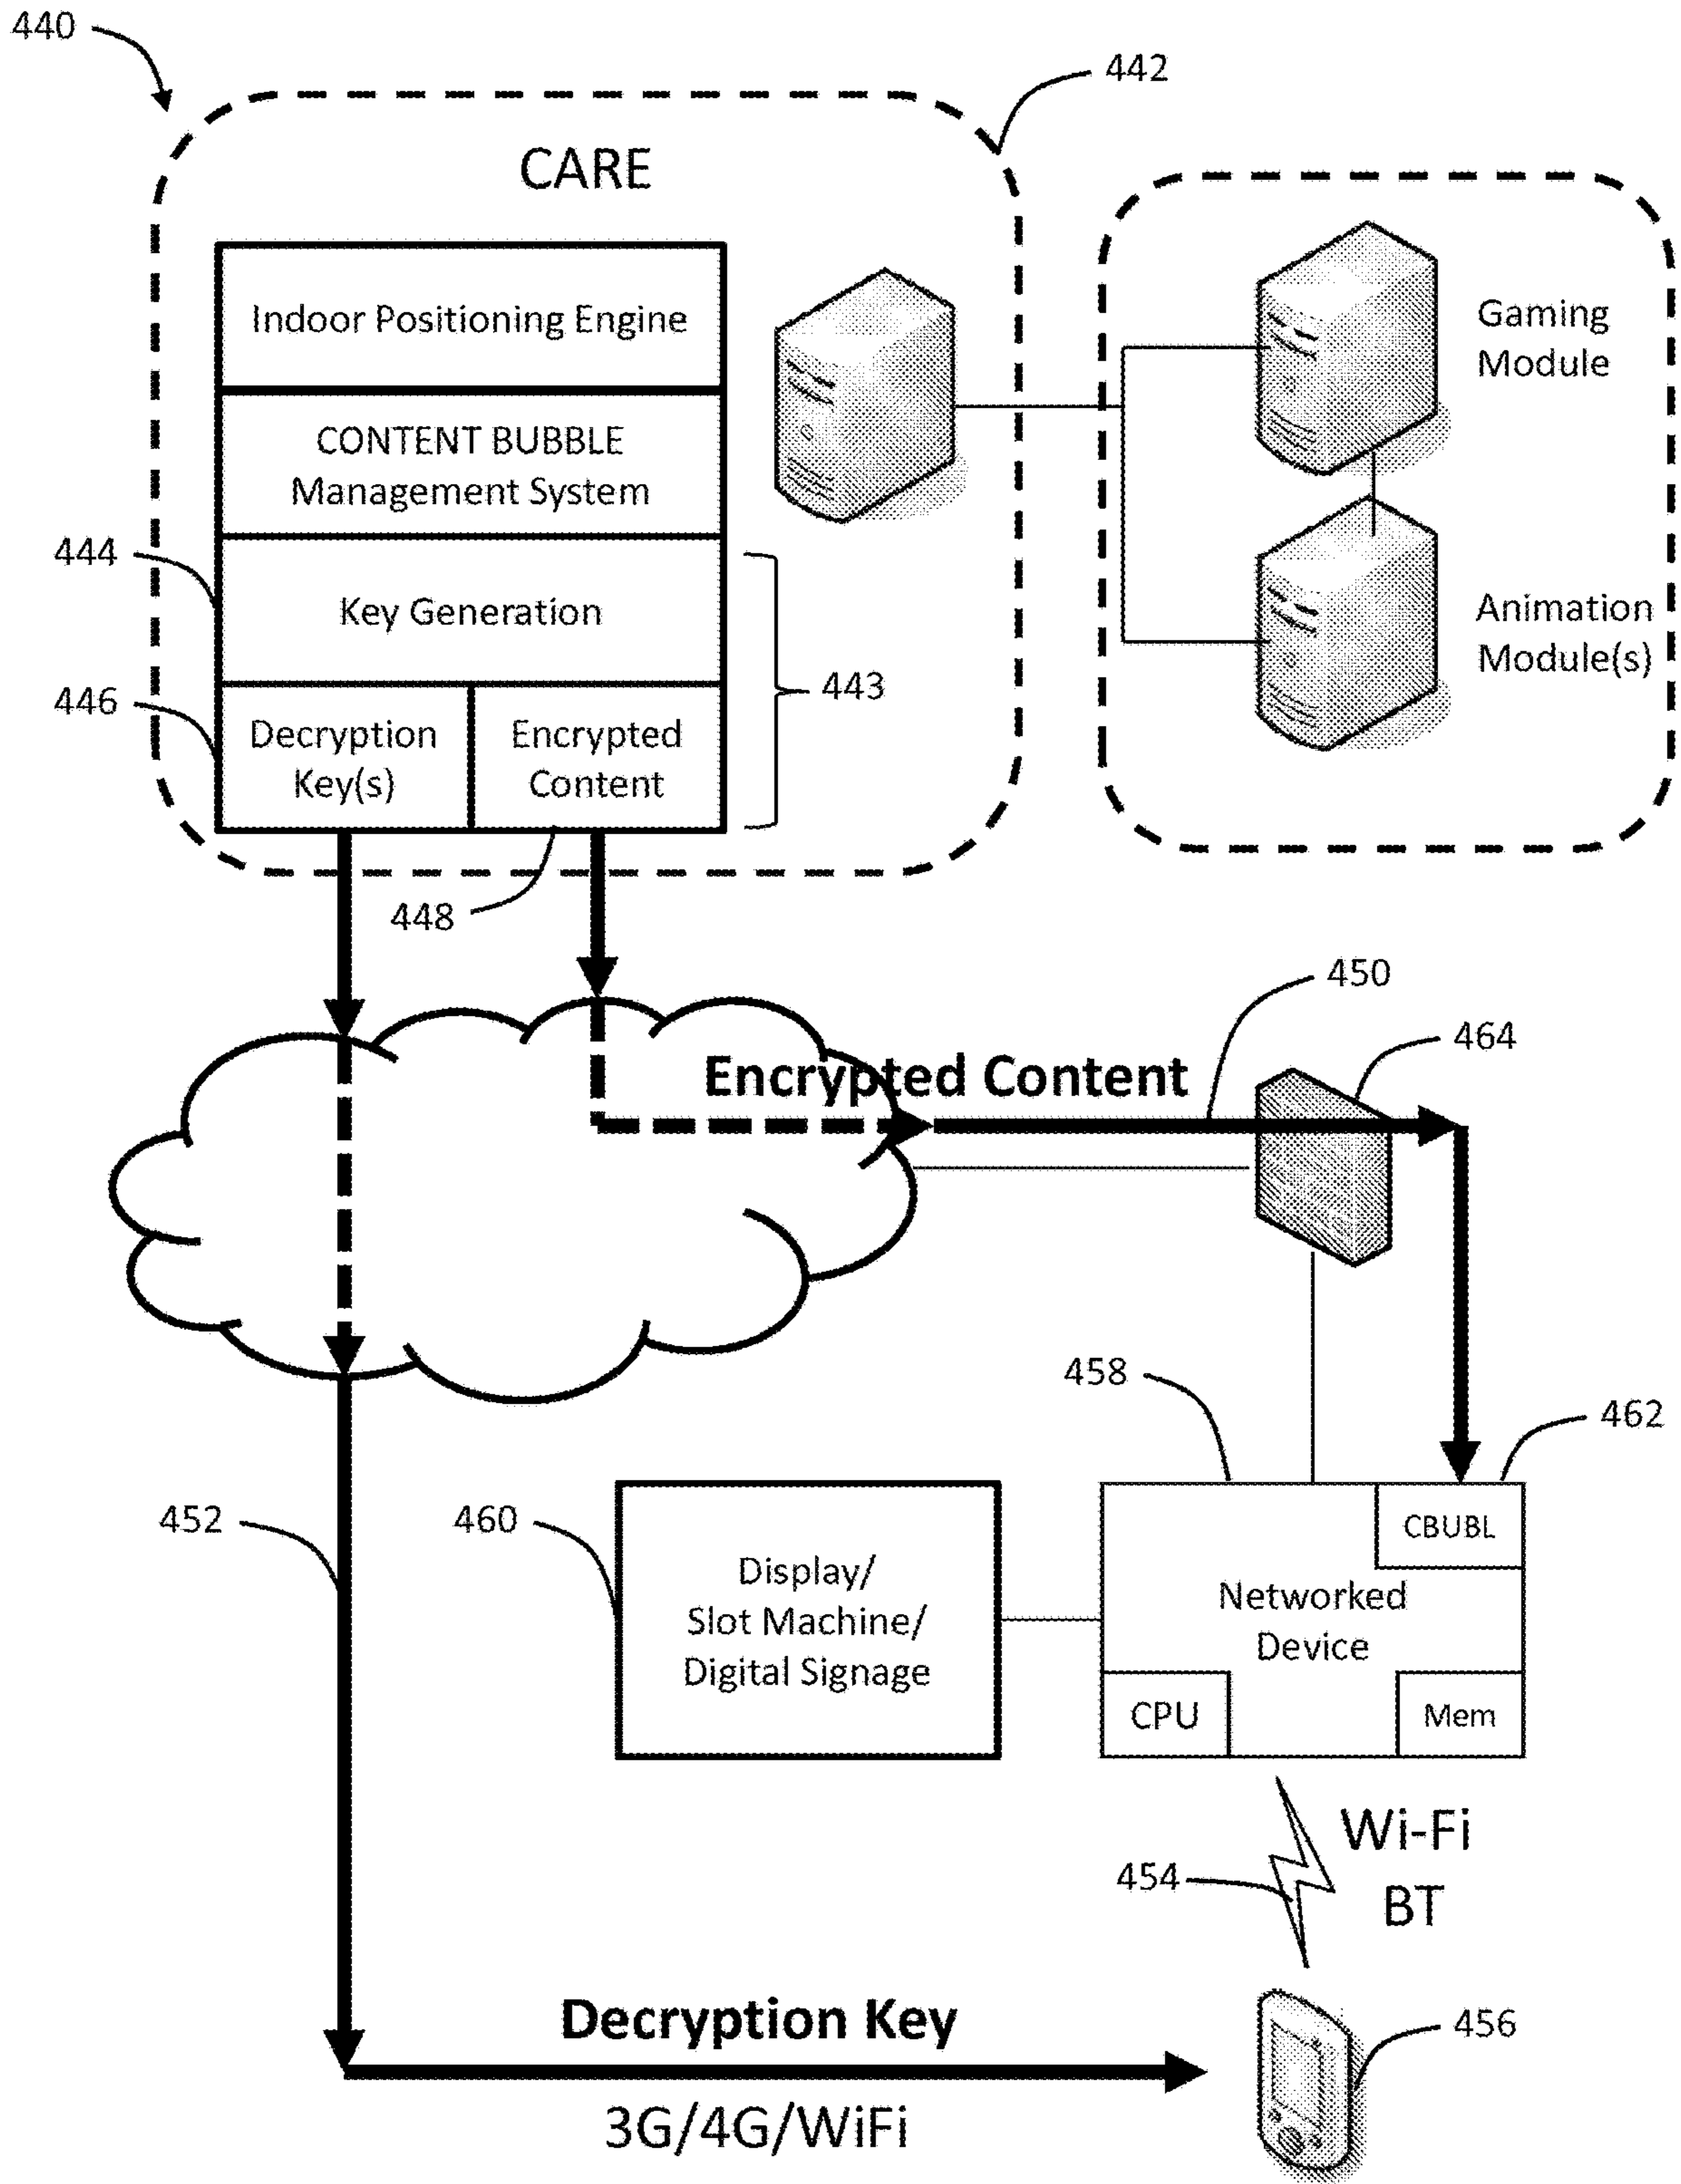 440
442
CARE
Indoor Positioning Engine
CONTENT BUBBLE
Management System
444
Key Generation
443
446
Decryption
Key(s)
Encrypted
Content
448
Gaming
Module
Animation
Module(s)
450
464
Encrypted Content
458
462
452
460
Display/
Slot Machine/
Digital Signage
CBUBL
Networked
Device
CPU
Mem
454
Wi-Fi
BT
Decryption Key
456
3G/4G/WiFi